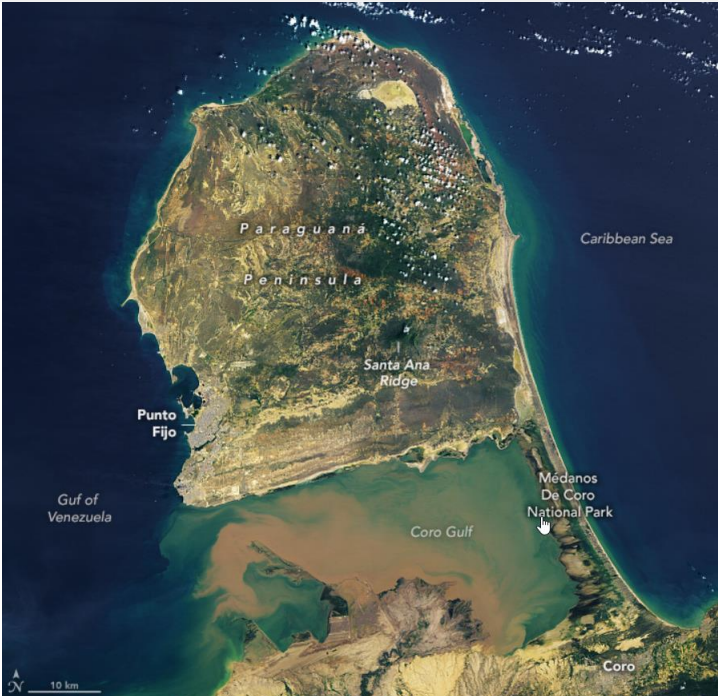 Paraguaná
Caribbean Sea
Peninsula
Santa Ana
Ridge
Punto
Fijo
Médanos
De Coro
National Park
Guf of
Venezuela
Coro Gulf
Coro
N
10 km